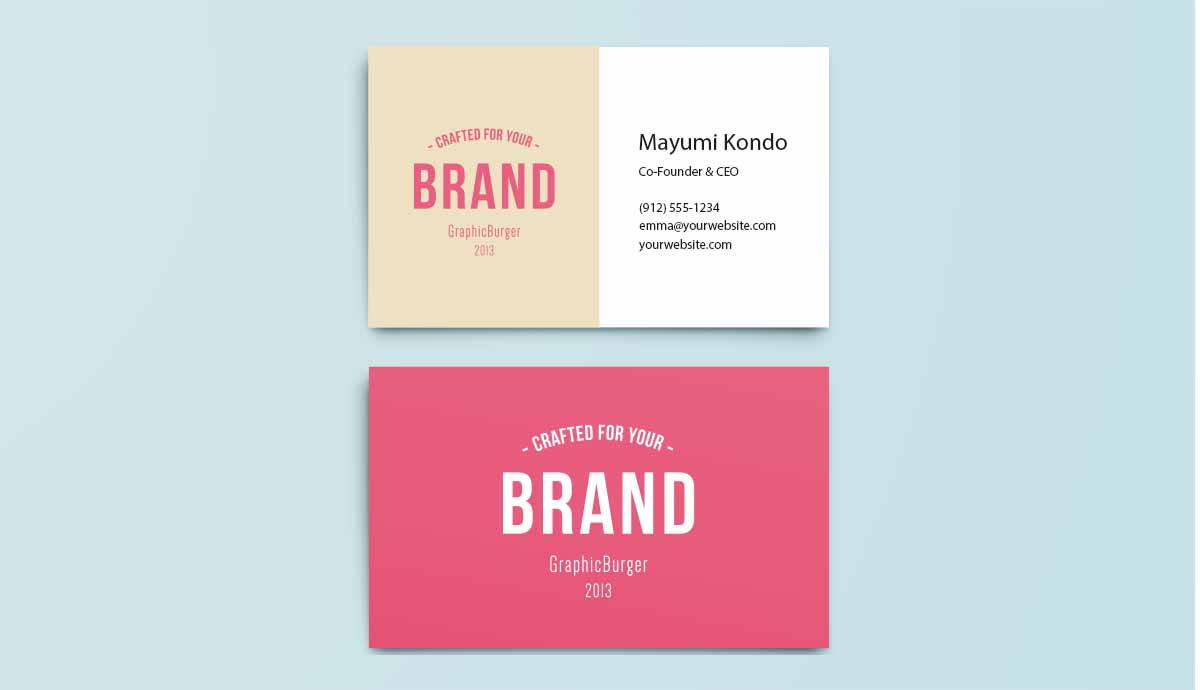 - CRAFTED FOR YOUR -
BRAND
GraphicBurger
2013
Mayumi Kondo
Co-Founder & CEO
(912) 555-1234
emma@yourwebsite.com
yourwebsite.com
- CRAFTED FOR YOUR -
BRAND
GraphicBurger
2013